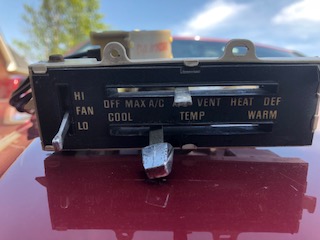 HI
FAN
LO
OFF MAX A/C VENT HEAT DEF
COOL TEMP WARM